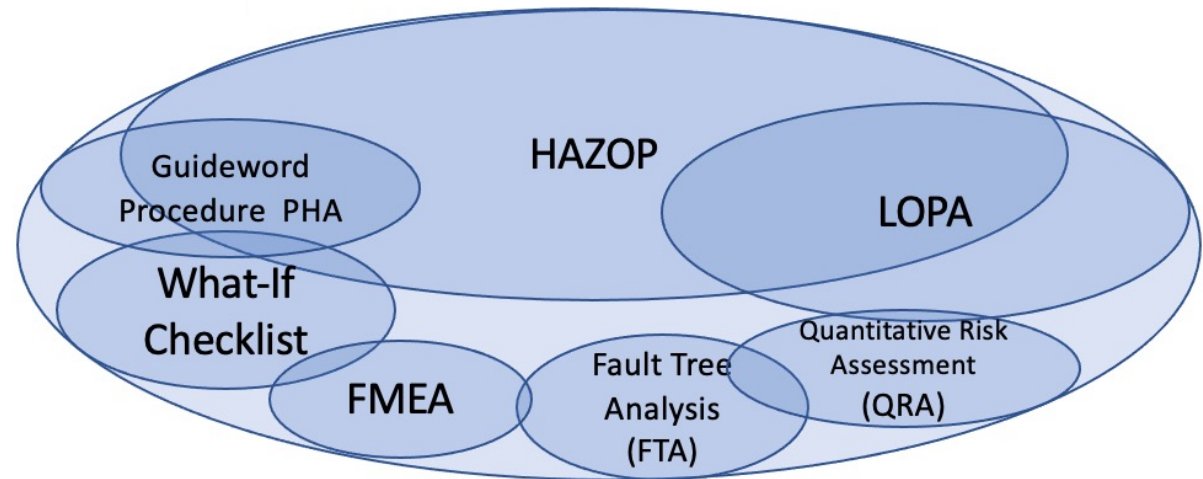 HAZOP
Guideword
Procedure PHA
LOPA
What-If
Checklist
FMEA
Fault Tree
Analysis
(FTA)
Quantitative Risk
Assessment
(QRA)